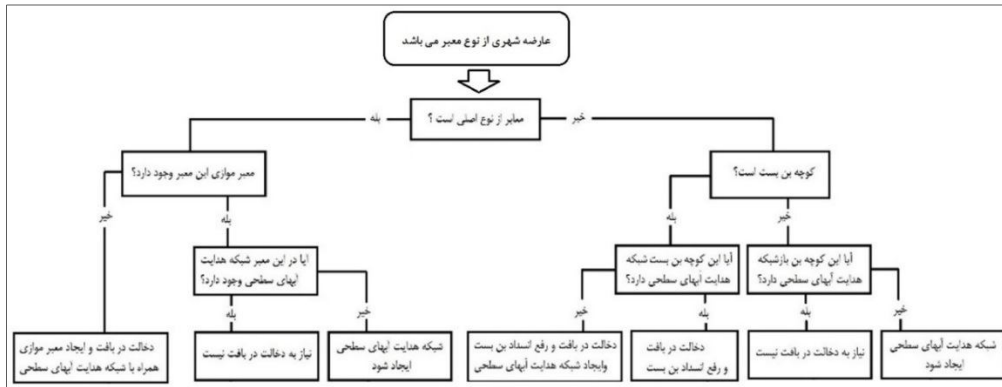 عارضه شهری از نوع معبر می باشد
معابر از نوع اصلی است ؟
خیر
بله
کوچه بن بست است؟
معبر موازی این معبر وجود دارد؟
خیر
بله
بله
خیر
آیا این کوچه بن بازشبکه
هدایت آبهای سطحی دارد؟
آیا این کوچه بن بست شبکه
هدایت آبهای سطحی دارد؟
ایا در این معبر شبکه هدایت
آبهای سطحی وجود دارد؟
خیر
بله
بله
خیر
خیر
بله
شبکه هدایت آبهای سطحی
ایجاد شود
نیاز به دخالت در بافت نیست
دخالت در بافت
و رفع انسداد بن بست
دخالت در بافت و رفع انسداد بن بست
وایجاد شبکه هدایت آبهای سطحی
شبکه هدایت آبهای سطحی
ایجاد شود
نیاز به دخالت در بافت نیست
دخالت در بافت و ایجاد معبر موازی
همراه با شبکه هدایت آبهای سطحی